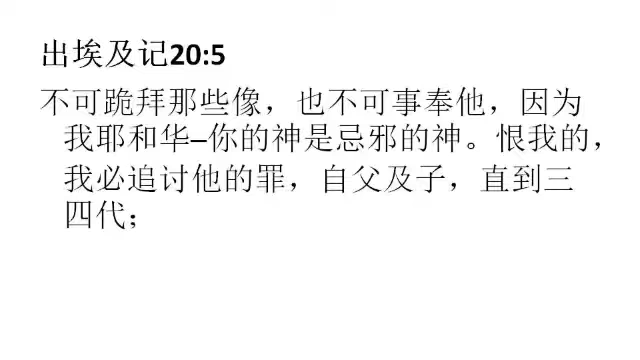 出埃及记20:5
不可跪拜那些像，也不可事奉他，因为
我耶和华–你的神是忌邪的神。恨我的，
我必追讨他的罪，自父及子，直到三
四代；